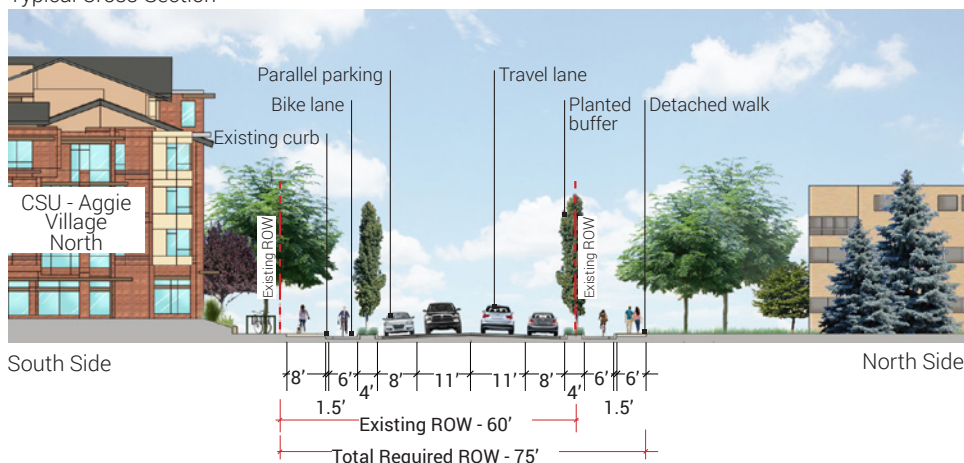 Typical Cross Section
Parallel parking
Travel lane
Bike lane
Planted
buffer
Detached walk
Existing curb
CSU - Aggie
Village
North
Existing ROW
Existing ROW
South Side
North Side
8' 6' 8' 11' 11' 8' 6' 6'
4' 4'
1.5' 1.5'
Existing ROW - 60'
Total Required ROW - 75'